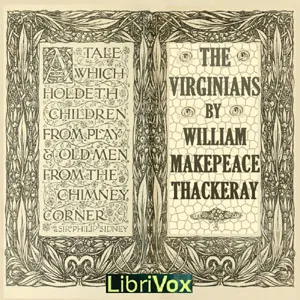 A TALE
WHICH
HOLDETH
CHILDREN
FROM PLAY
& OLD MEN
FROM THE
CHIMNEY
CORNER
SIR PHILIP SIDNEY
THE
VIRGINIANS
BY
WILLIAM
MAKEPEACE
THACKERAY
LibriVox